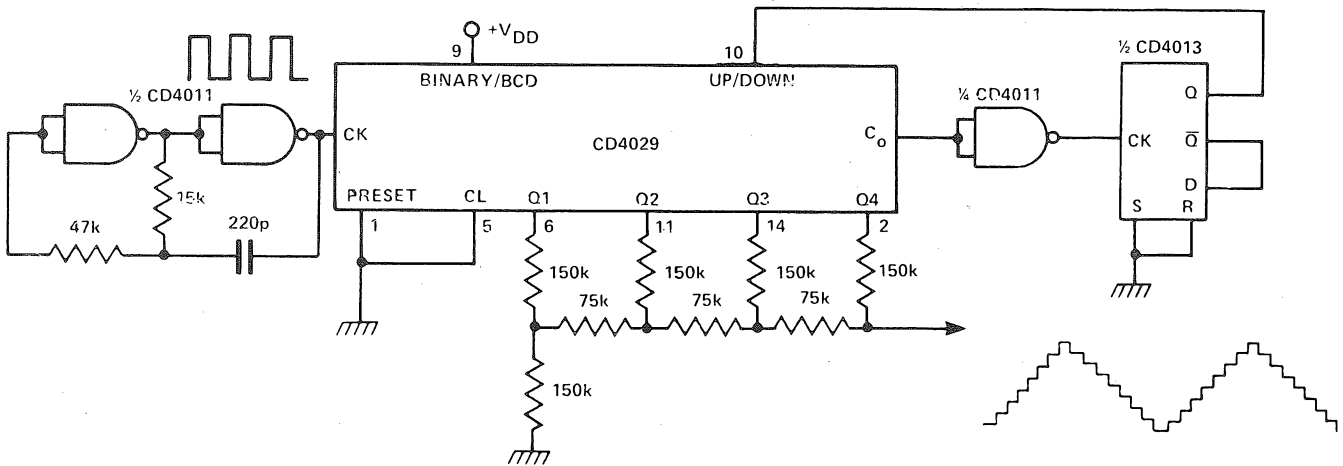 +V_DD
9
10
½ CD4013
BINARY/BCD
UP/DOWN
½ CD4011
¼ CD4011
Q
CK
CD4029
C_o
CK
Q̅
D
15k
PRESET
CL
Q1
Q2
Q3
Q4
S
R
1
5
6
11
14
2
47k
220p
150k
150k
150k
150k
75k
75k
75k
150k